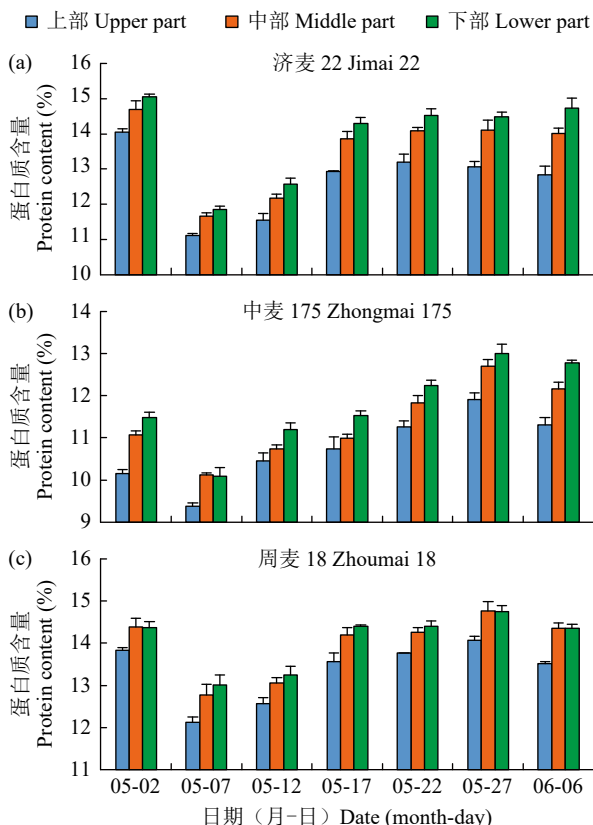 上部 Upper part 中部 Middle part 下部 Lower part
(a) 济麦 22 Jimai 22
蛋白质含量
Protein content (%)
16
15
14
13
12
11
10
(b) 中麦 175 Zhongmai 175
蛋白质含量
Protein content (%)
14
13
12
11
10
9
(c) 周麦 18 Zhoumai 18
蛋白质含量
Protein content (%)
16
15
14
13
12
11
05-02 05-07 05-12 05-17 05-22 05-27 06-06
日期（月-日）Date (month-day)